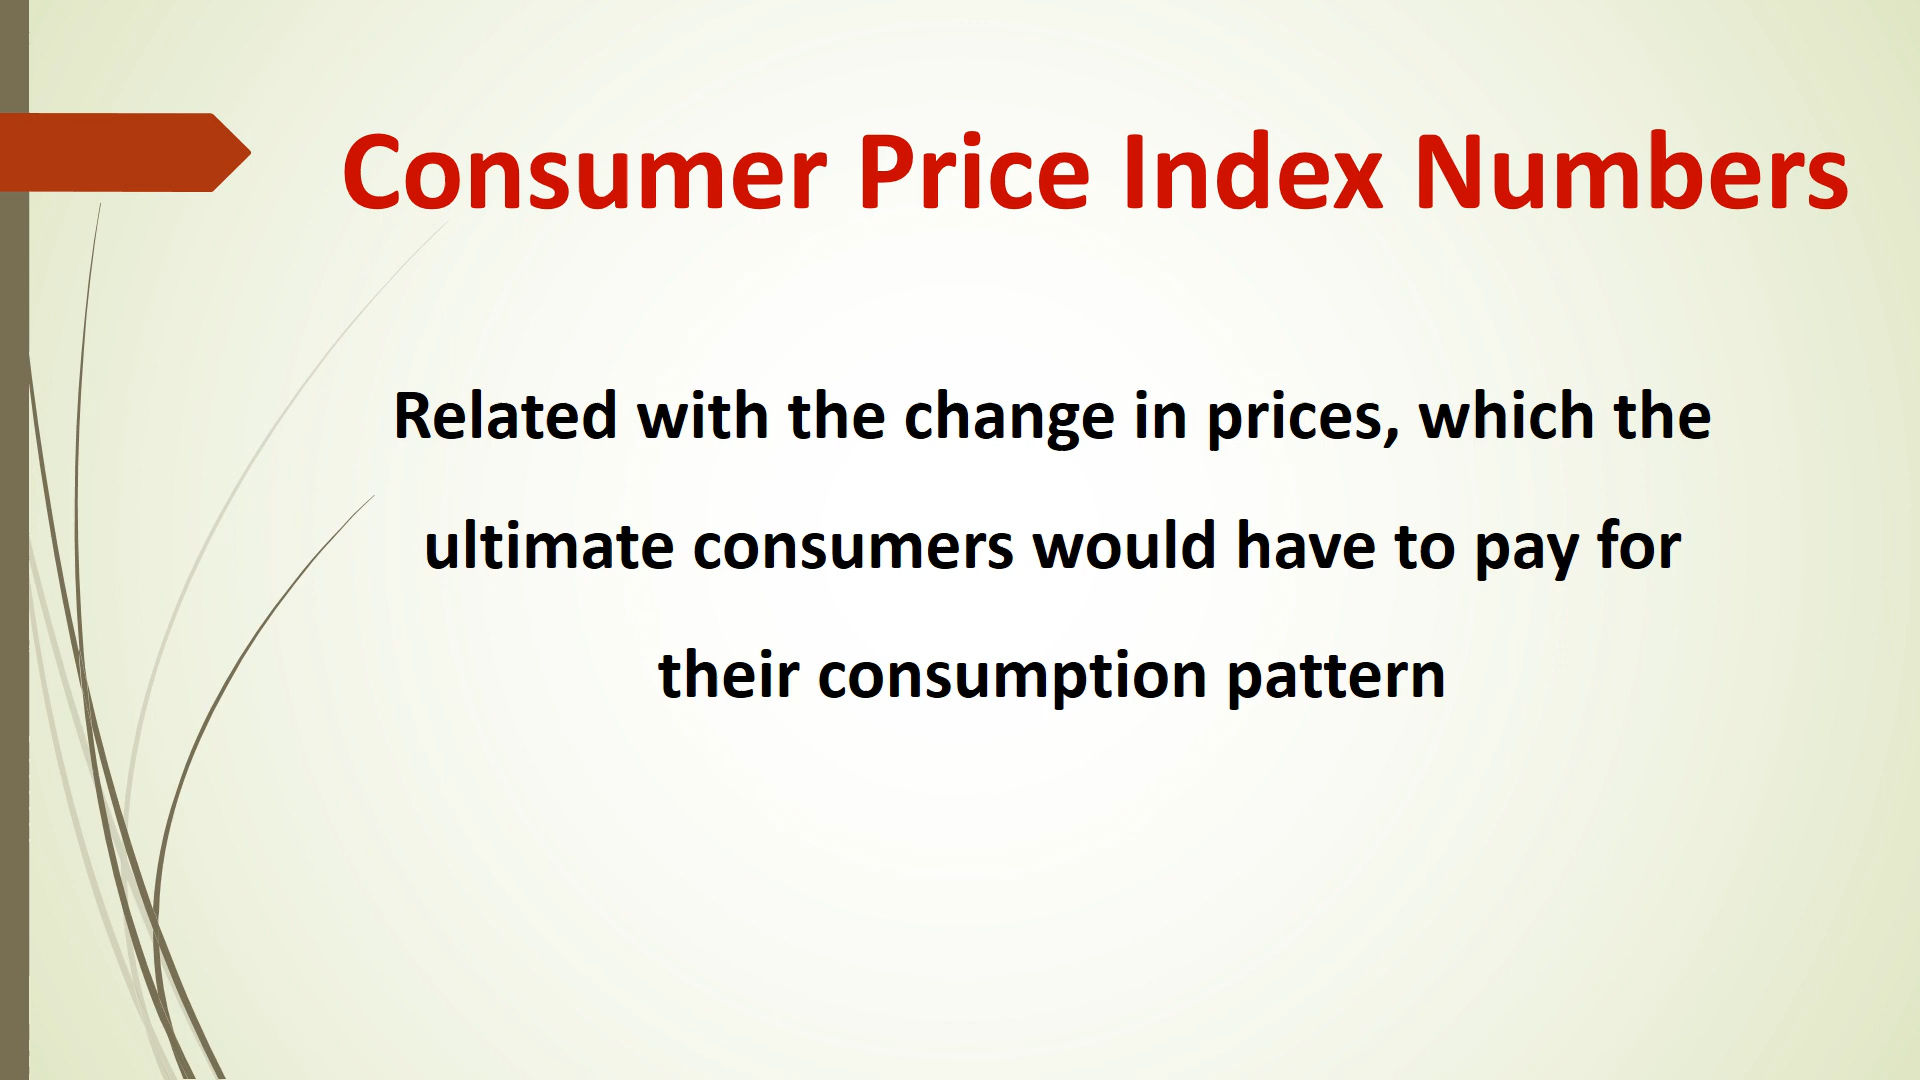 Consumer Price Index Numbers
Related with the change in prices, which the
ultimate consumers would have to pay for
their consumption pattern